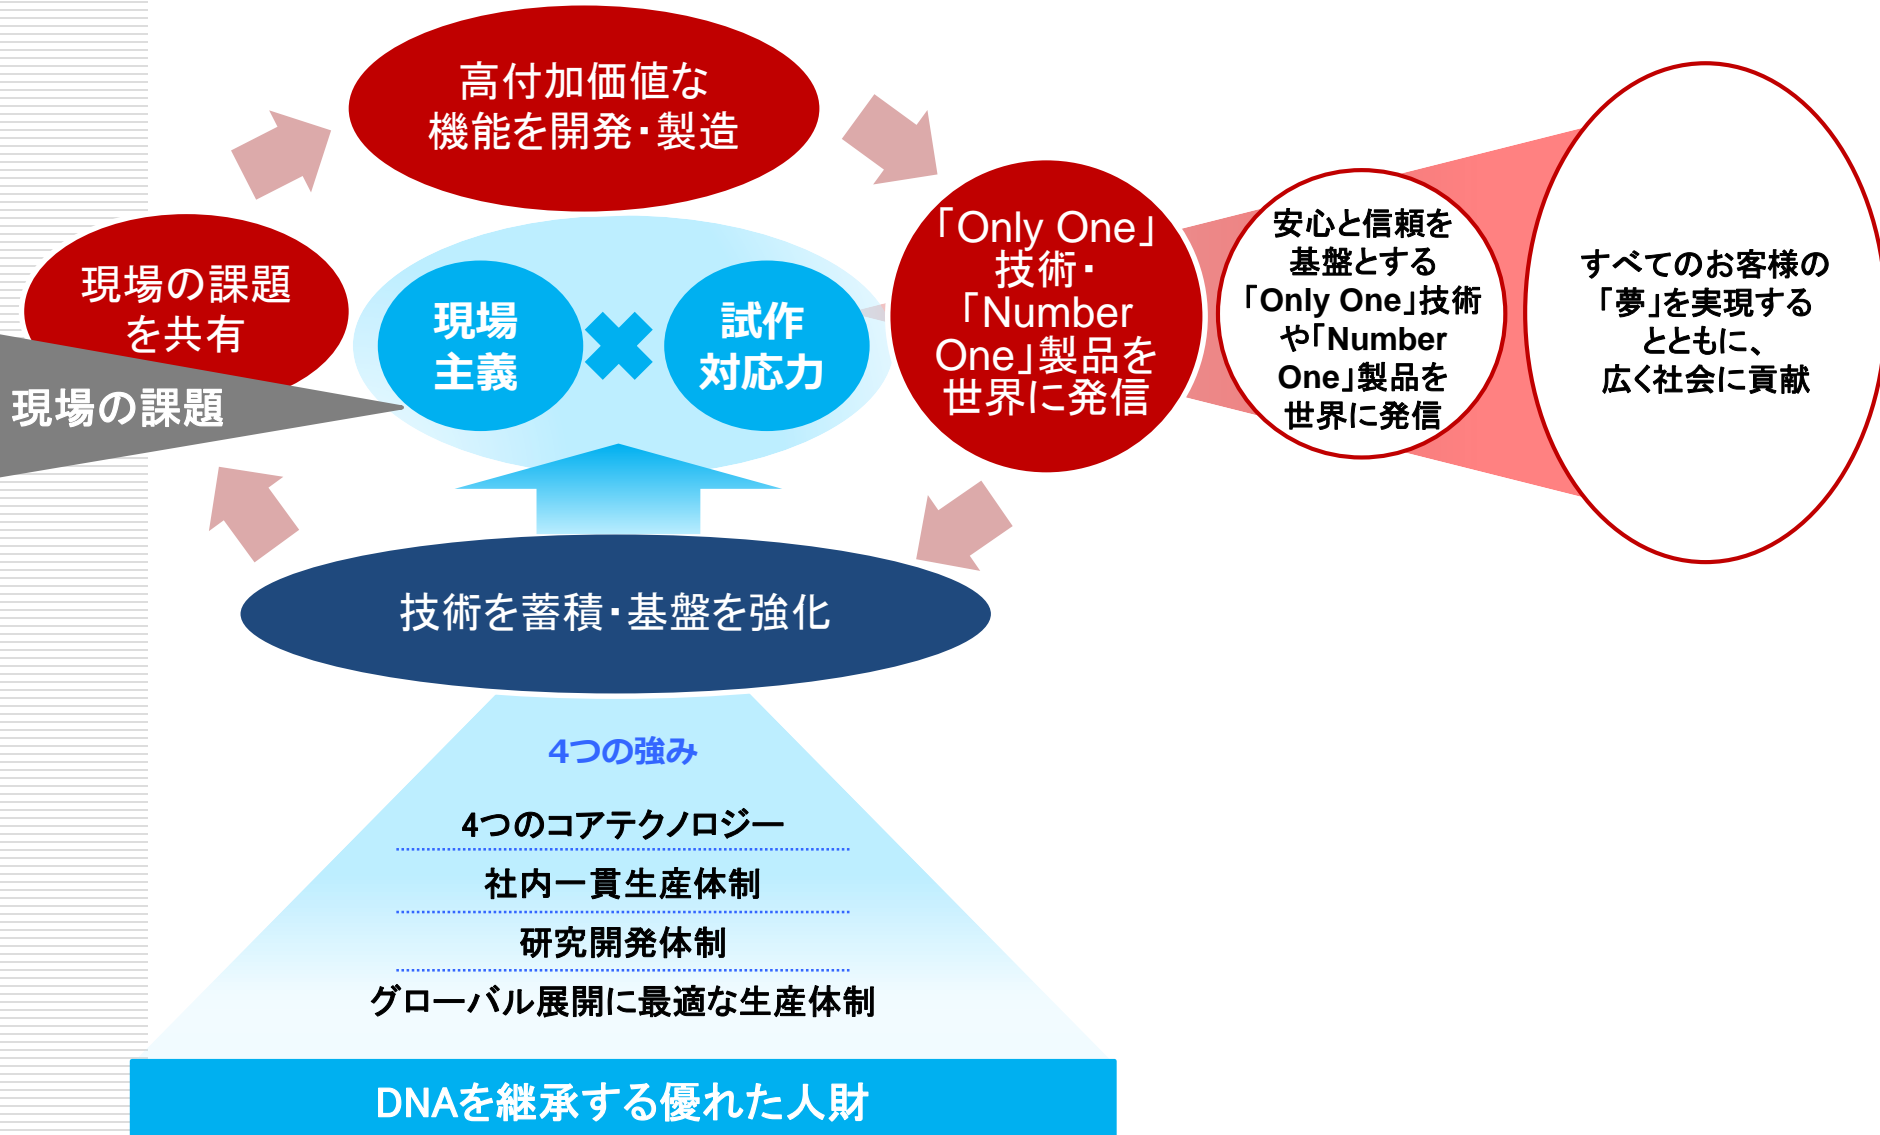 高付加価値な
機能を開発・製造
現場の課題
を共有
現場の課題
現場
主義
試作
対応力
「Only One」
技術・
「Number
One」製品を
世界に発信
安心と信頼を
基盤とする
「Only One」技術
や「Number
One」製品を
世界に発信
すべてのお客様の
「夢」を実現する
とともに、
広く社会に貢献
技術を蓄積・基盤を強化
4つの強み
4つのコアテクノロジー
社内一貫生産体制
研究開発体制
グローバル展開に最適な生産体制
DNAを継承する優れた人財